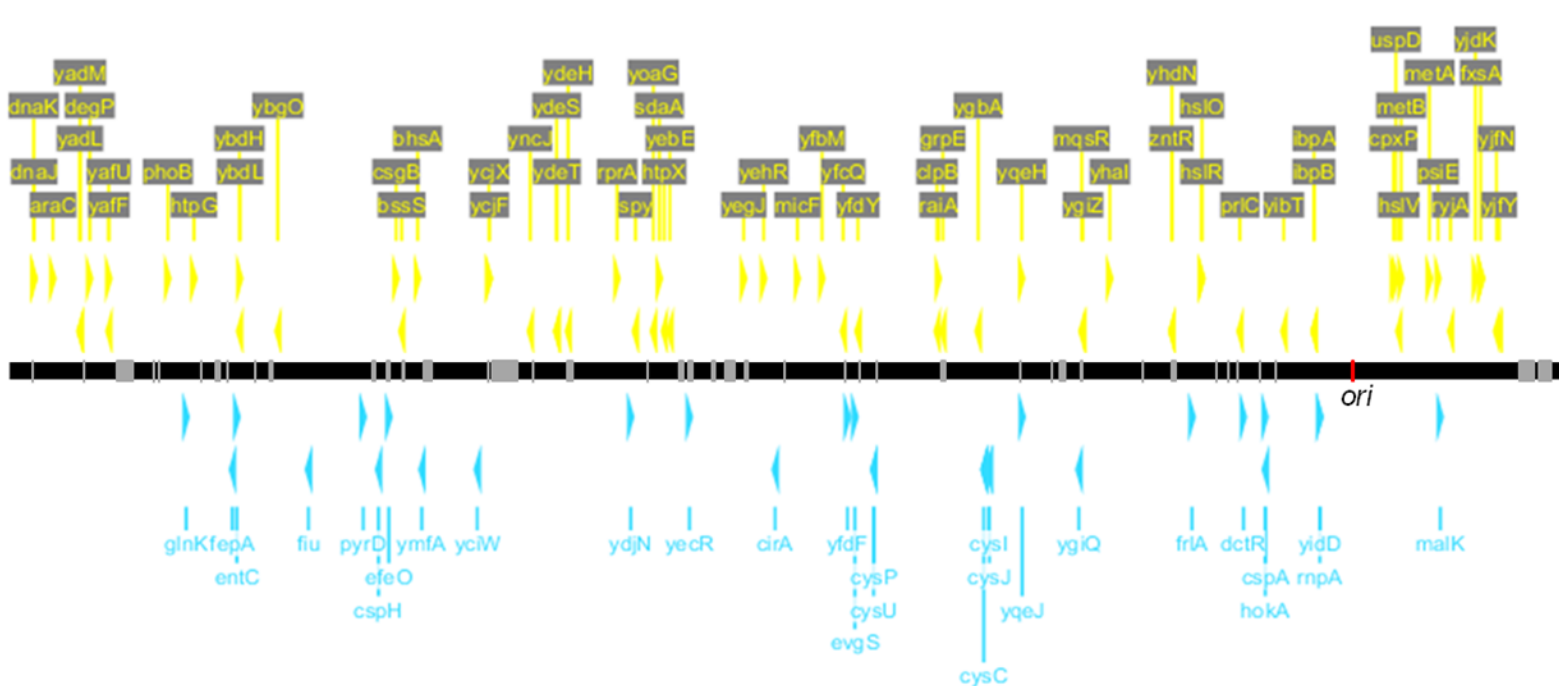 uspD yjdK
yadM ydeH yoaG yhdN metA fxsA
dnaK degP ybgO ydeS sdaA ygbA hslO metB
yadL ybdH bhsA yncJ yebE yfbM grpE mqsR zntR ibpA cpxP yjfN
dnaJ yafU phoB ybdL csgB ycjX ydeT rprA htpX yehR yfcQ clpB yqeH yhaI hslR ibpB psiE
araC yafF htpG bssS ycjF spy yegJ micF yfdY raiA ygiZ prlC yibT hslV ryjA yjfY
ori
glnK fepA fiu pyrD ymfA yciW ydjN yecR cirA yfdF cysI ygiQ frlA dctR yidD malK
entC efeO cysP cysJ cspA rnpA
cspH cysU yqeJ hokA
evgS
cysC